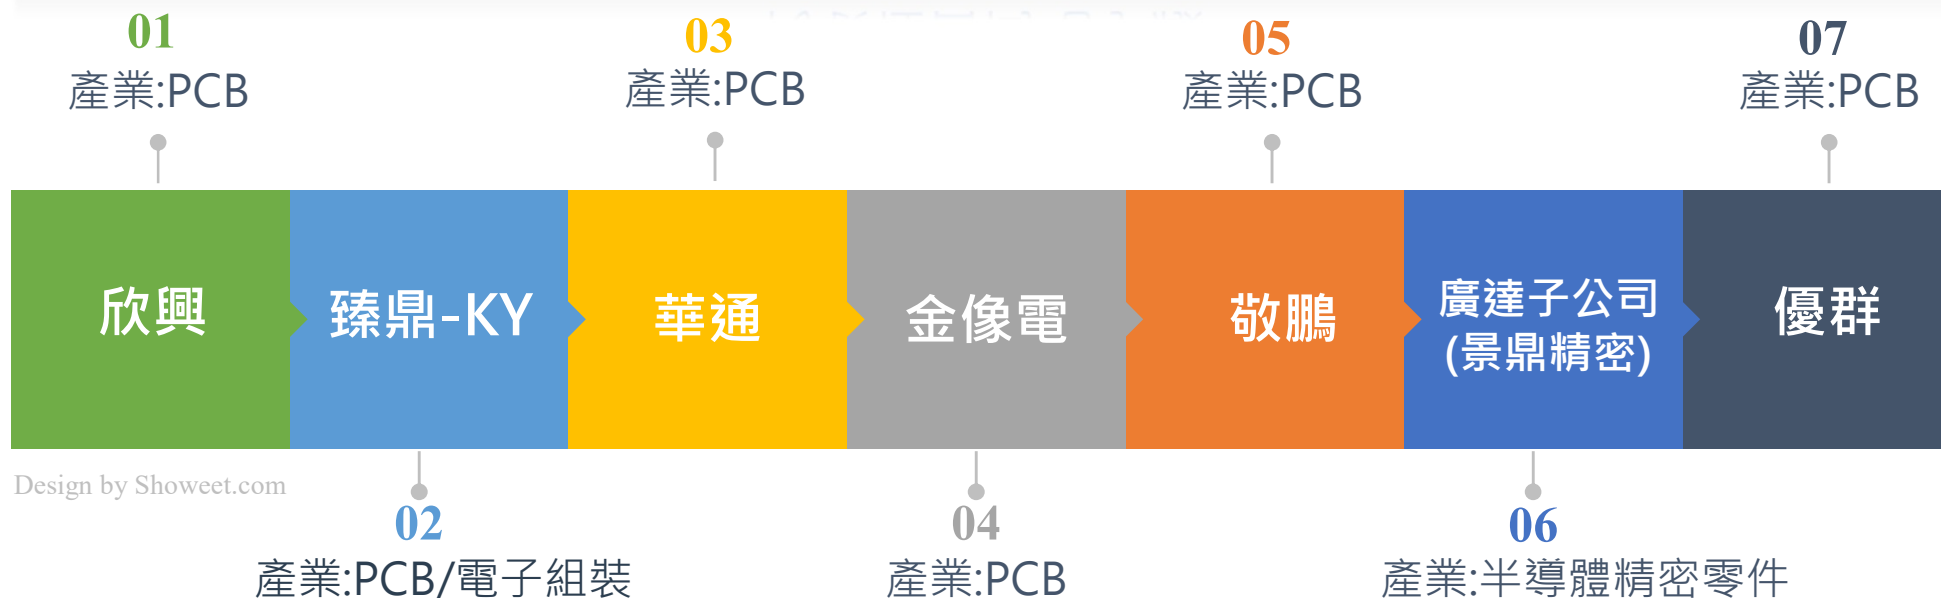 01
產業:PCB
03
產業:PCB
05
產業:PCB
07
產業:PCB
欣興
臻鼎-KY
華通
金像電
敬鵬
廣達子公司
(景鼎精密)
優群
Design by Showeet.com
02
產業:PCB/電子組裝
04
產業:PCB
06
產業:半導體精密零件